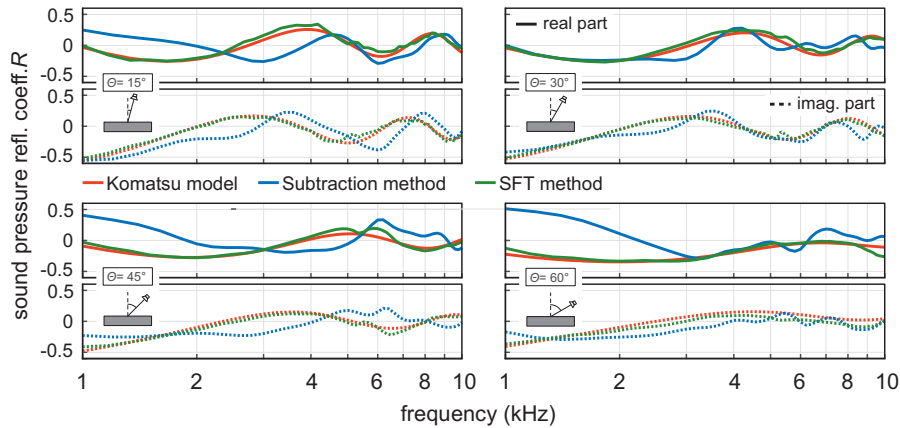 0.5
0
-0.5
real part
Θ= 15°
Θ= 30°
0.5
0
-0.5
imag. part
sound pressure refl. coeff.R
Komatsu model
Subtraction method
SFT method
0.5
0
-0.5
Θ= 45°
Θ= 60°
0.5
0
-0.5
1 2 4 6 8 10
1 2 4 6 8 10
frequency (kHz)